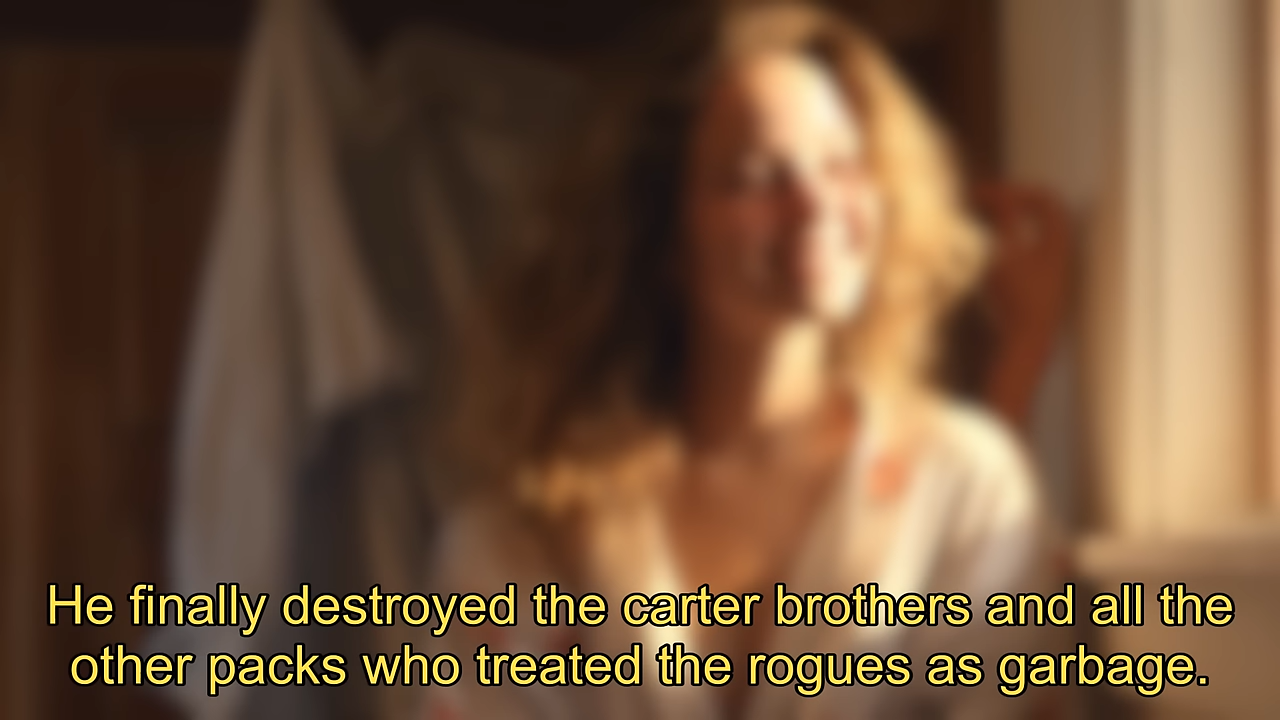 He finally destroyed the carter brothers and all the
other packs who treated the rogues as garbage.